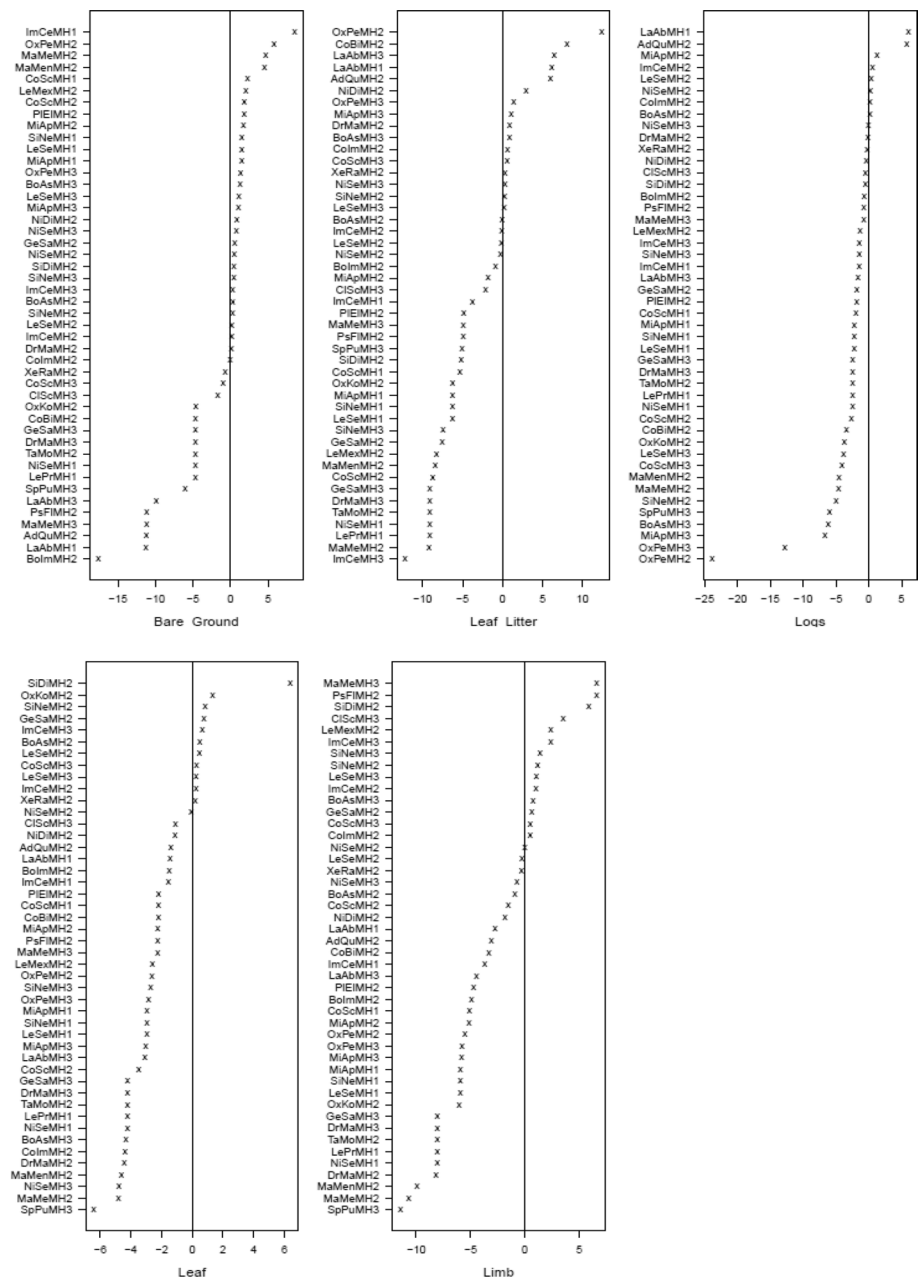 ImCeMH1
OxPeMH2
MaMeMH2
MaMenMH2
CoScMH1
LeMexMH2
CoScMH2
PlElMH2
MiApMH2
SiNeMH1
LeSeMH1
MiApMH1
OxPeMH3
BoAsMH3
LeSeMH3
MiApMH3
NiDiMH2
NiSeMH3
GeSaMH2
NiSeMH2
SiDiMH2
SiNeMH3
ImCeMH3
BoAsMH2
SiNeMH2
LeSeMH2
ImCeMH2
DrMaMH2
CoImMH2
XeRaMH2
CoScMH3
ClScMH3
OxKoMH2
CoBiMH2
GeSaMH3
DrMaMH3
TaMoMH2
NiSeMH1
LePrMH1
SpPuMH3
LaAbMH3
PsFlMH2
MaMeMH3
AdQuMH2
LaAbMH1
BoImMH2
−15 −10 −5 0 5
Bare Ground
OxPeMH2
CoBiMH2
LaAbMH3
LaAbMH1
AdQuMH2
NiDiMH2
OxPeMH3
MiApMH3
DrMaMH2
BoAsMH3
CoImMH2
CoScMH3
XeRaMH2
NiSeMH3
SiNeMH2
LeSeMH3
BoAsMH2
ImCeMH2
LeSeMH2
NiSeMH2
BoImMH2
MiApMH2
ClScMH3
ImCeMH1
PlElMH2
MaMeMH3
PsFlMH2
SpPuMH3
SiDiMH2
CoScMH1
OxKoMH2
MiApMH1
SiNeMH1
LeSeMH1
SiNeMH3
GeSaMH2
LeMexMH2
MaMenMH2
CoScMH2
GeSaMH3
DrMaMH3
TaMoMH2
NiSeMH1
LePrMH1
MaMeMH2
ImCeMH3
−10 −5 0 5 10
Leaf Litter
LaAbMH1
AdQuMH2
MiApMH2
ImCeMH2
LeSeMH2
NiSeMH2
CoImMH2
BoAsMH2
NiSeMH3
DrMaMH2
XeRaMH2
NiDiMH2
ClScMH3
SiDiMH2
BoImMH2
PsFlMH2
MaMeMH3
LeMexMH2
ImCeMH3
SiNeMH3
ImCeMH1
LaAbMH3
GeSaMH2
PlElMH2
CoScMH1
MiApMH1
SiNeMH1
LeSeMH1
GeSaMH3
DrMaMH3
TaMoMH2
LePrMH1
NiSeMH1
CoScMH2
CoBiMH2
OxKoMH2
LeSeMH3
CoScMH3
MaMenMH2
MaMeMH2
SiNeMH2
SpPuMH3
BoAsMH3
MiApMH3
OxPeMH3
OxPeMH2
−25 −20 −15 −10 −5 0 5
Logs
SiDiMH2
OxKoMH2
SiNeMH2
GeSaMH2
ImCeMH3
BoAsMH2
LeSeMH2
CoScMH3
LeSeMH3
ImCeMH2
XeRaMH2
NiSeMH2
ClScMH3
NiDiMH2
AdQuMH2
LaAbMH1
BoImMH2
ImCeMH1
PlElMH2
CoScMH1
CoBiMH2
MiApMH2
PsFlMH2
MaMeMH3
LeMexMH2
OxPeMH2
SiNeMH3
OxPeMH3
MiApMH1
SiNeMH1
LeSeMH1
MiApMH3
LaAbMH3
CoScMH2
GeSaMH3
DrMaMH3
TaMoMH2
LePrMH1
NiSeMH1
BoAsMH3
CoImMH2
DrMaMH2
MaMenMH2
NiSeMH3
MaMeMH2
SpPuMH3
−6 −4 −2 0 2 4 6
Leaf
MaMeMH3
PsFlMH2
SiDiMH2
ClScMH3
LeMexMH2
ImCeMH3
SiNeMH3
SiNeMH2
LeSeMH3
ImCeMH2
BoAsMH3
GeSaMH2
CoScMH3
CoImMH2
NiSeMH2
LeSeMH2
XeRaMH2
NiSeMH3
BoAsMH2
CoScMH2
NiDiMH2
LaAbMH1
AdQuMH2
CoBiMH2
ImCeMH1
LaAbMH3
PlElMH2
BoImMH2
CoScMH1
MiApMH2
OxPeMH2
OxPeMH3
MiApMH3
MiApMH1
SiNeMH1
LeSeMH1
OxKoMH2
GeSaMH3
DrMaMH3
TaMoMH2
LePrMH1
NiSeMH1
DrMaMH2
MaMenMH2
MaMeMH2
SpPuMH3
−10 −5 0 5
Limb